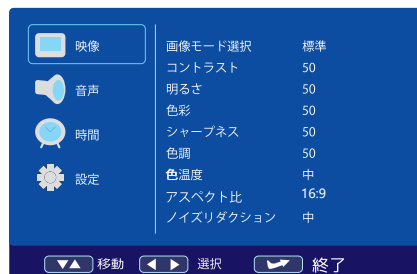 映像
音声
時間
設定
画像モード選択 標準
コントラスト 50
明るさ 50
色彩 50
シャープネス 50
色調 50
色温度 中
アスペクト比 16:9
ノイズリダクション 中
▼▲ 移動 ◀ ▶ 選択 終了